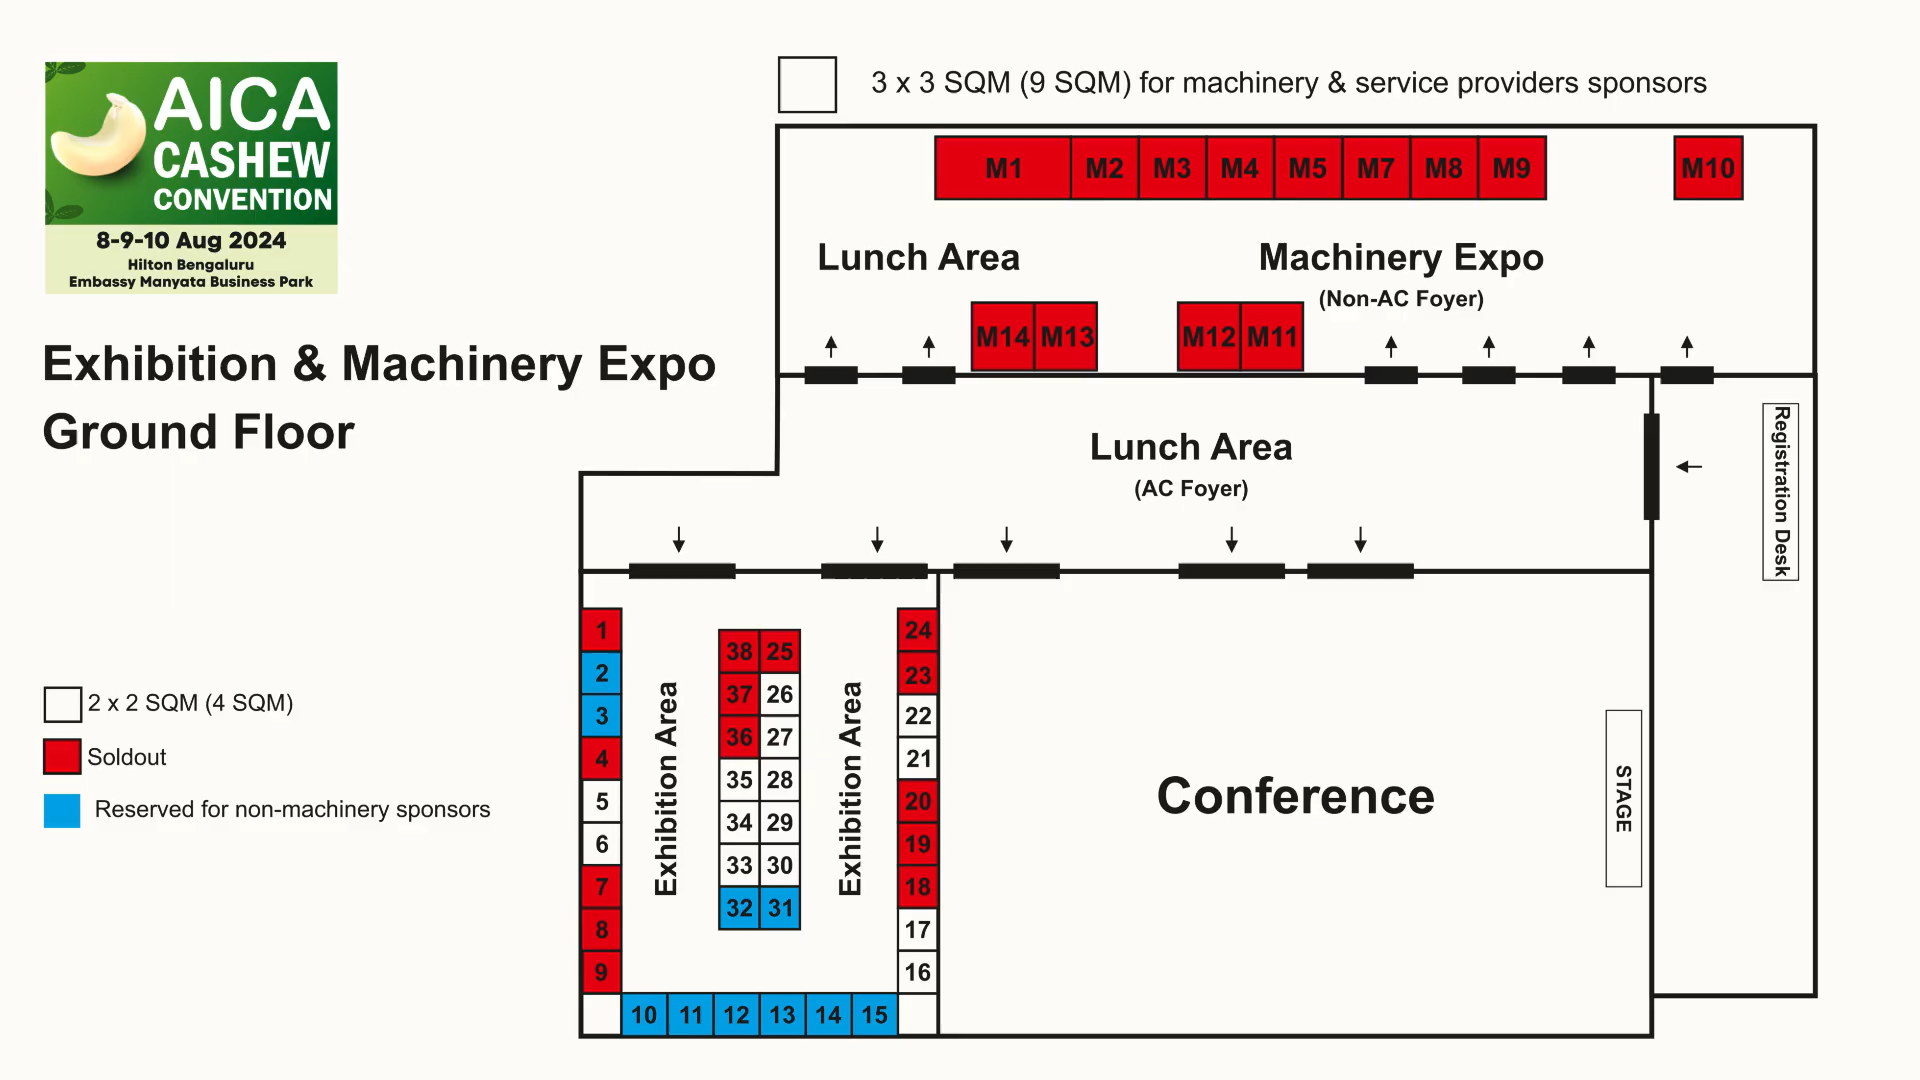 AICA
CASHEW
CONVENTION
8-9-10 Aug 2024
Hilton Bengaluru
Embassy Manyata Business Park
Exhibition & Machinery Expo
Ground Floor
3 x 3 SQM (9 SQM) for machinery & service providers sponsors
M1 M2 M3 M4 M5 M7 M8 M9 M10
Lunch Area
Machinery Expo
(Non-AC Foyer)
M14 M13 M12 M11
Lunch Area
(AC Foyer)
Registration Desk
2 x 2 SQM (4 SQM)
Soldout
Reserved for non-machinery sponsors
1
2
3
4
5
6
7
8
9
10 11 12 13 14 15
Exhibition Area
38 25
37 26
36 27
35 28
34 29
33 30
32 31
Exhibition Area
24
23
22
21
20
19
18
17
16
Conference
STAGE